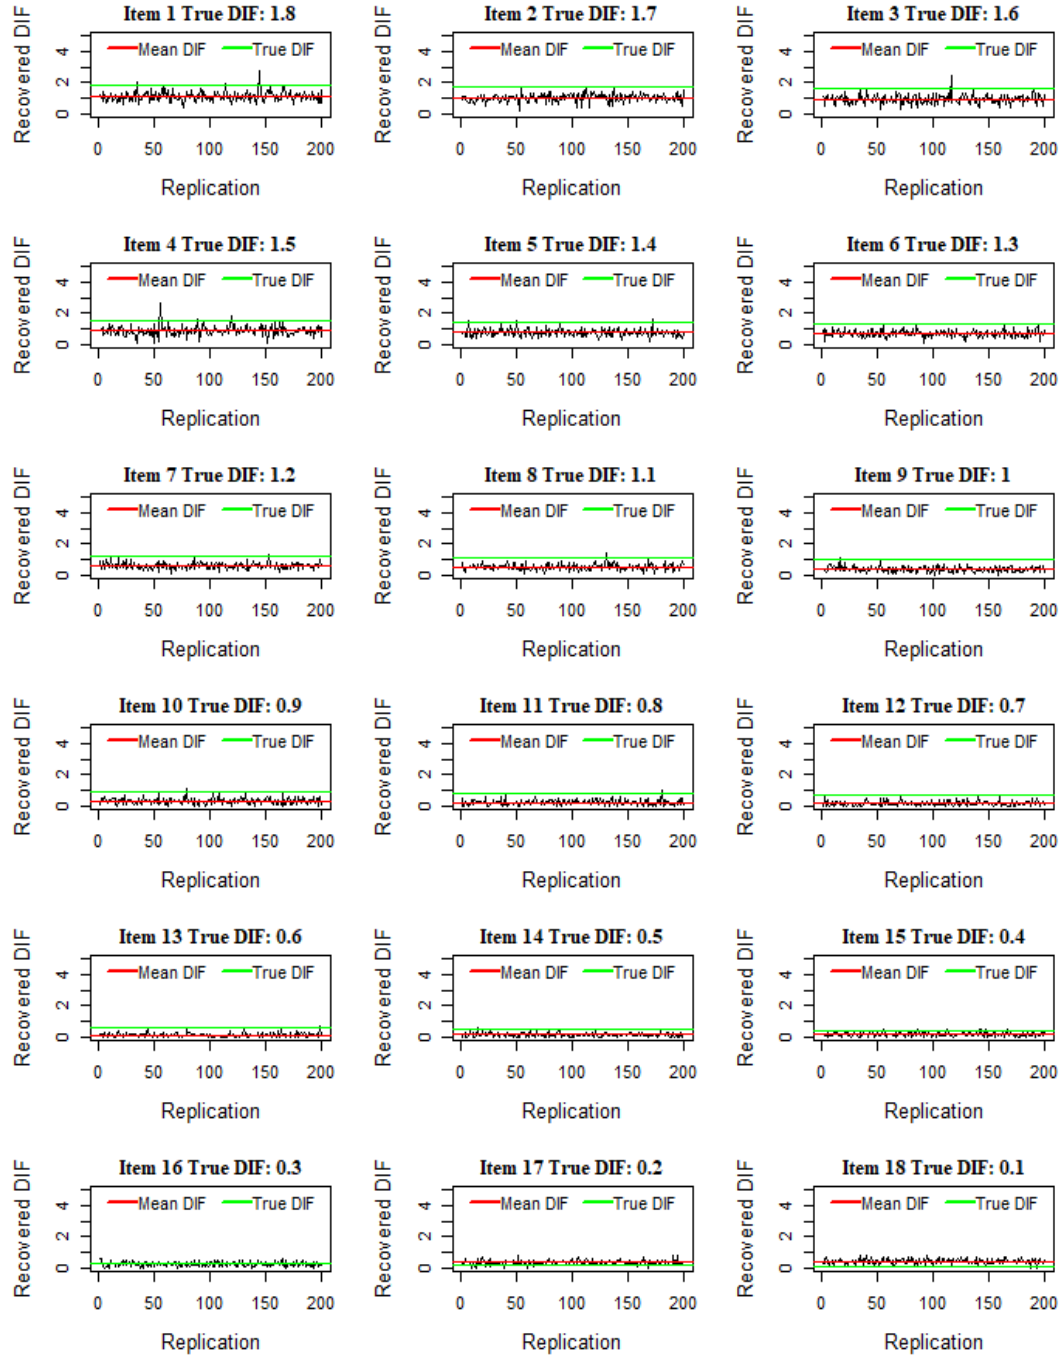 Item 1 True DIF: 1.8
Item 2 True DIF: 1.7
Item 3 True DIF: 1.6
Recovered DIF
0 2 4
Mean DIF True DIF
0 50 100 150 200
Replication
Recovered DIF
0 2 4
Mean DIF True DIF
0 50 100 150 200
Replication
Recovered DIF
0 2 4
Mean DIF True DIF
0 50 100 150 200
Replication
Item 4 True DIF: 1.5
Item 5 True DIF: 1.4
Item 6 True DIF: 1.3
Recovered DIF
0 2 4
Mean DIF True DIF
0 50 100 150 200
Replication
Recovered DIF
0 2 4
Mean DIF True DIF
0 50 100 150 200
Replication
Recovered DIF
0 2 4
Mean DIF True DIF
0 50 100 150 200
Replication
Item 7 True DIF: 1.2
Item 8 True DIF: 1.1
Item 9 True DIF: 1
Recovered DIF
0 2 4
Mean DIF True DIF
0 50 100 150 200
Replication
Recovered DIF
0 2 4
Mean DIF True DIF
0 50 100 150 200
Replication
Recovered DIF
0 2 4
Mean DIF True DIF
0 50 100 150 200
Replication
Item 10 True DIF: 0.9
Item 11 True DIF: 0.8
Item 12 True DIF: 0.7
Recovered DIF
0 2 4
Mean DIF True DIF
0 50 100 150 200
Replication
Recovered DIF
0 2 4
Mean DIF True DIF
0 50 100 150 200
Replication
Recovered DIF
0 2 4
Mean DIF True DIF
0 50 100 150 200
Replication
Item 13 True DIF: 0.6
Item 14 True DIF: 0.5
Item 15 True DIF: 0.4
Recovered DIF
0 2 4
Mean DIF True DIF
0 50 100 150 200
Replication
Recovered DIF
0 2 4
Mean DIF True DIF
0 50 100 150 200
Replication
Recovered DIF
0 2 4
Mean DIF True DIF
0 50 100 150 200
Replication
Item 16 True DIF: 0.3
Item 17 True DIF: 0.2
Item 18 True DIF: 0.1
Recovered DIF
0 2 4
Mean DIF True DIF
0 50 100 150 200
Replication
Recovered DIF
0 2 4
Mean DIF True DIF
0 50 100 150 200
Replication
Recovered DIF
0 2 4
Mean DIF True DIF
0 50 100 150 200
Replication